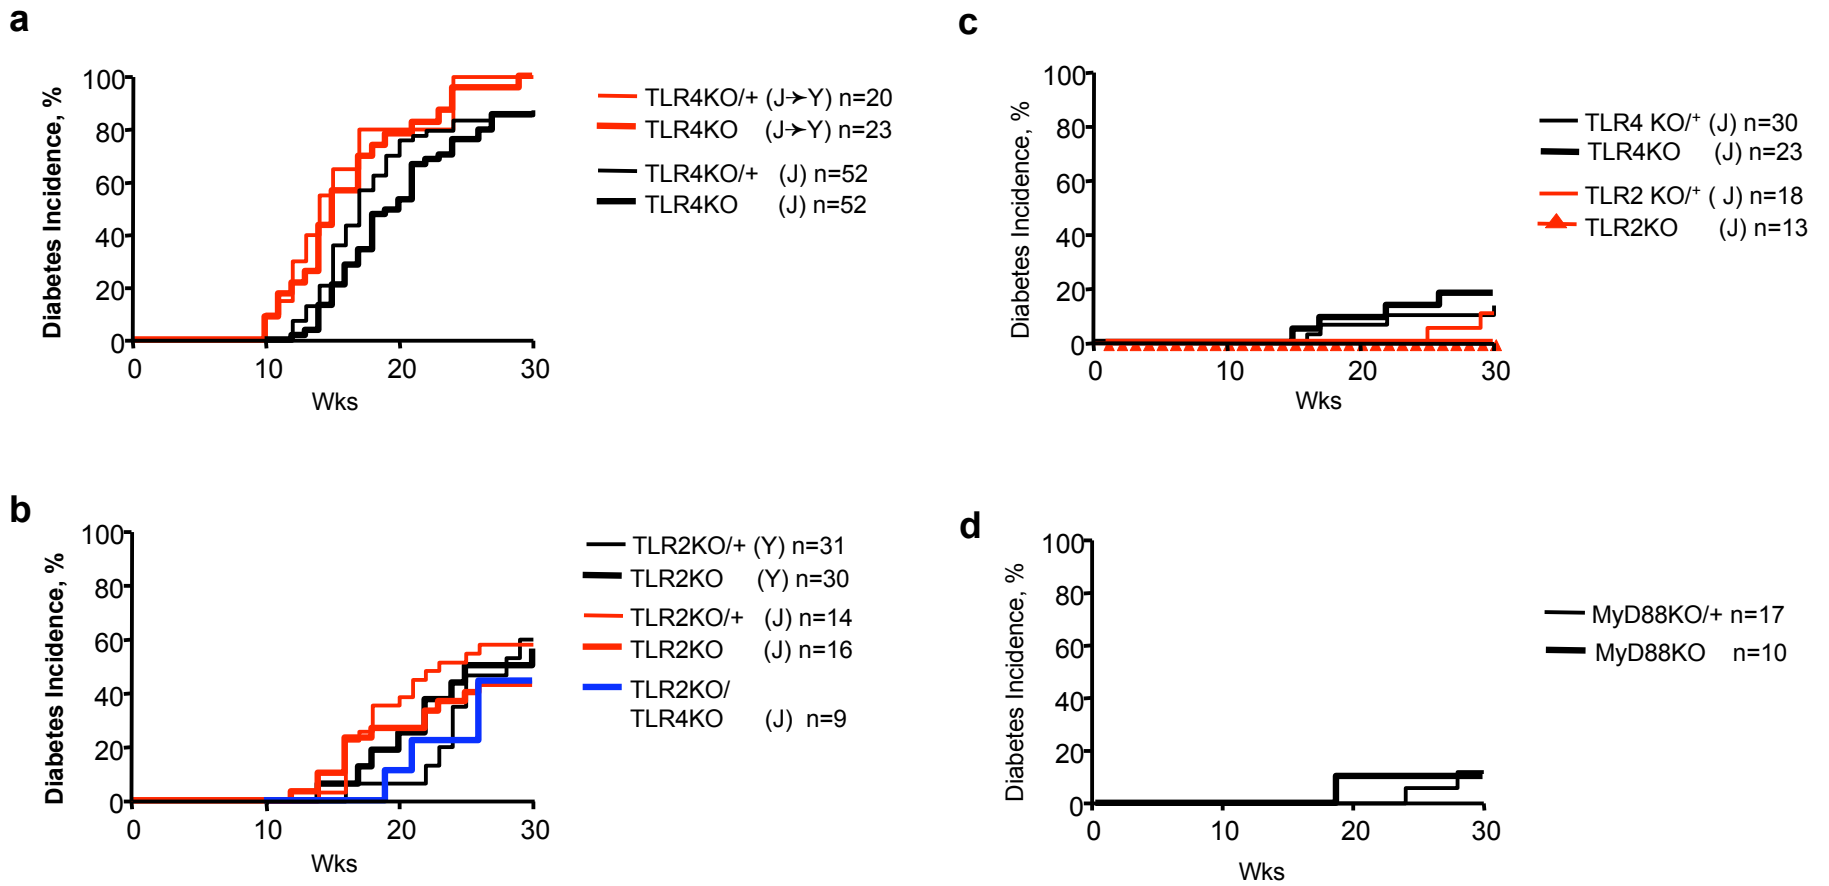 a
Diabetes Incidence, %
100
80
60
40
20
0
0 10 20 30
Wks
TLR4KO/+ (J➔Y) n=20
TLR4KO (J➔Y) n=23
TLR4KO/+ (J) n=52
TLR4KO (J) n=52
c
Diabetes Incidence, %
100
80
60
40
20
0
0 10 20 30
Wks
TLR4 KO/+ (J) n=30
TLR4KO (J) n=23
TLR2 KO/+ ( J) n=18
TLR2KO (J) n=13
b
Diabetes Incidence, %
100
80
60
40
20
0
0 10 20 30
Wks
TLR2KO/+ (Y) n=31
TLR2KO (Y) n=30
TLR2KO/+ (J) n=14
TLR2KO (J) n=16
TLR2KO/
TLR4KO (J) n=9
d
Diabetes Incidence, %
100
80
60
40
20
0
0 10 20 30
Wks
MyD88KO/+ n=17
MyD88KO n=10